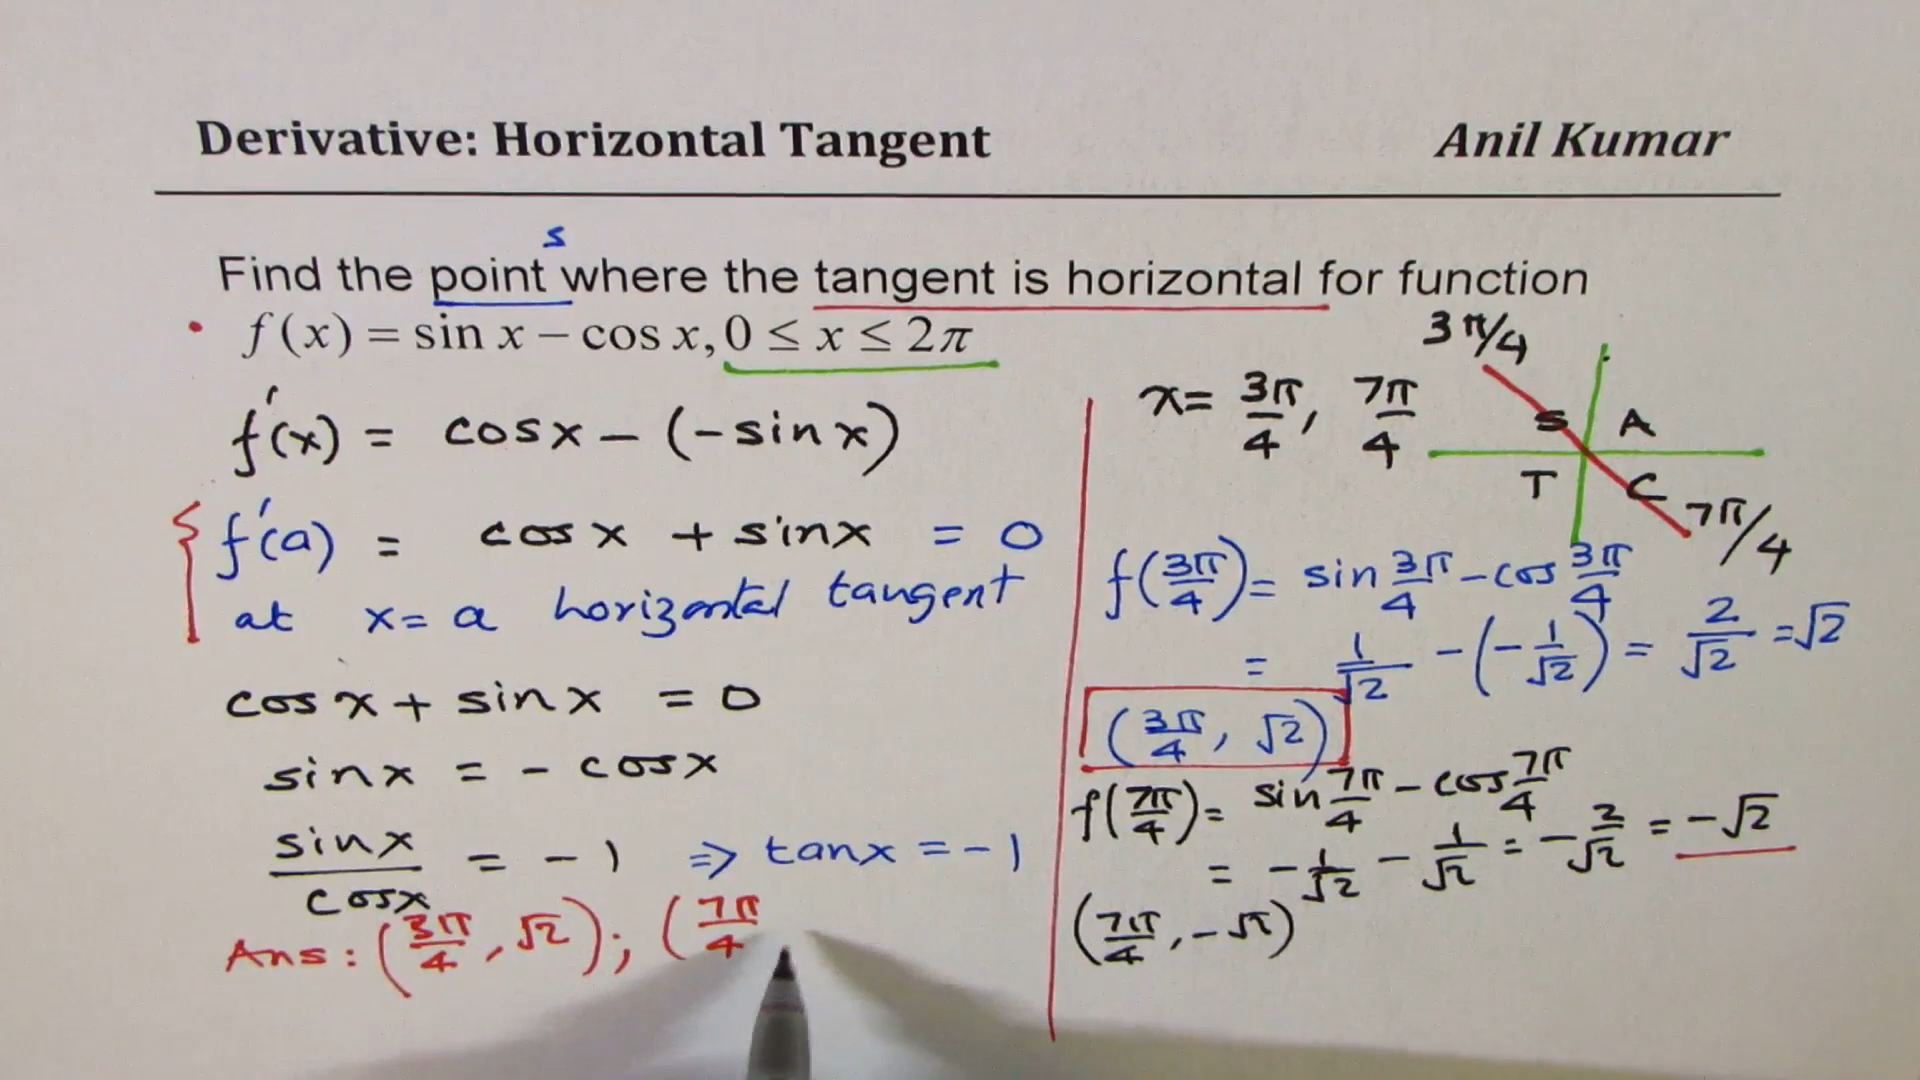 Derivative: Horizontal Tangent Anil Kumar
s
Find the point where the tangent is horizontal for function
• f(x) = sin x – cos x, 0 ≤ x ≤ 2π
f'(x) = cosx – (-sinx)
f'(a) = cosx + sinx = 0
at x = a horizontal tangent
cosx + sinx = 0
sinx = - cosx
sinx/cosx = -1 ⇒ tanx = -1
Ans: (3π/4, √2); (7π/4
x = 3π/4, 7π/4
3π/4
S A
T C
7π/4
f(3π/4) = sin 3π/4 - cos 3π/4
= 1/√2 - (-1/√2) = 2/√2 = √2
(3π/4, √2)
f(7π/4) = sin 7π/4 - cos 7π/4
= -1/√2 - 1/√2 = -2/√2 = -√2
(7π/4, -√2)